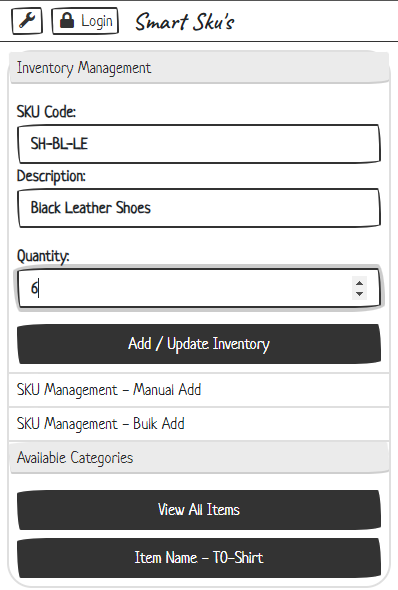 Login Smart Sku's
Inventory Management
SKU Code:
SH-BL-LE
Description:
Black Leather Shoes
Quantity:
6
Add / Update Inventory
SKU Management - Manual Add
SKU Management - Bulk Add
Available Categories
View All Items
Item Name - TO-Shirt